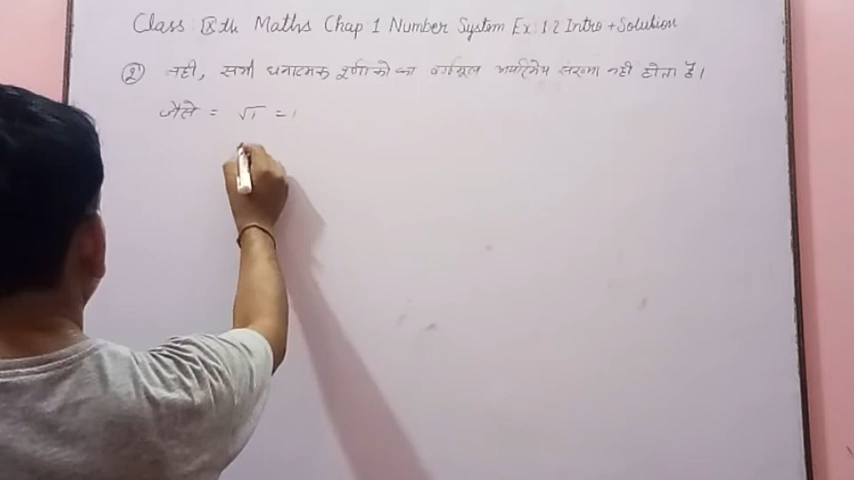 Class IXth Maths Chap 1 Number System Ex: 1.2 Intro + Solution
② नही, सभी धनात्मक पूर्णांको का वर्गमूल अपरिमेय संख्या नही होता है।
जैसे = √1 = 1